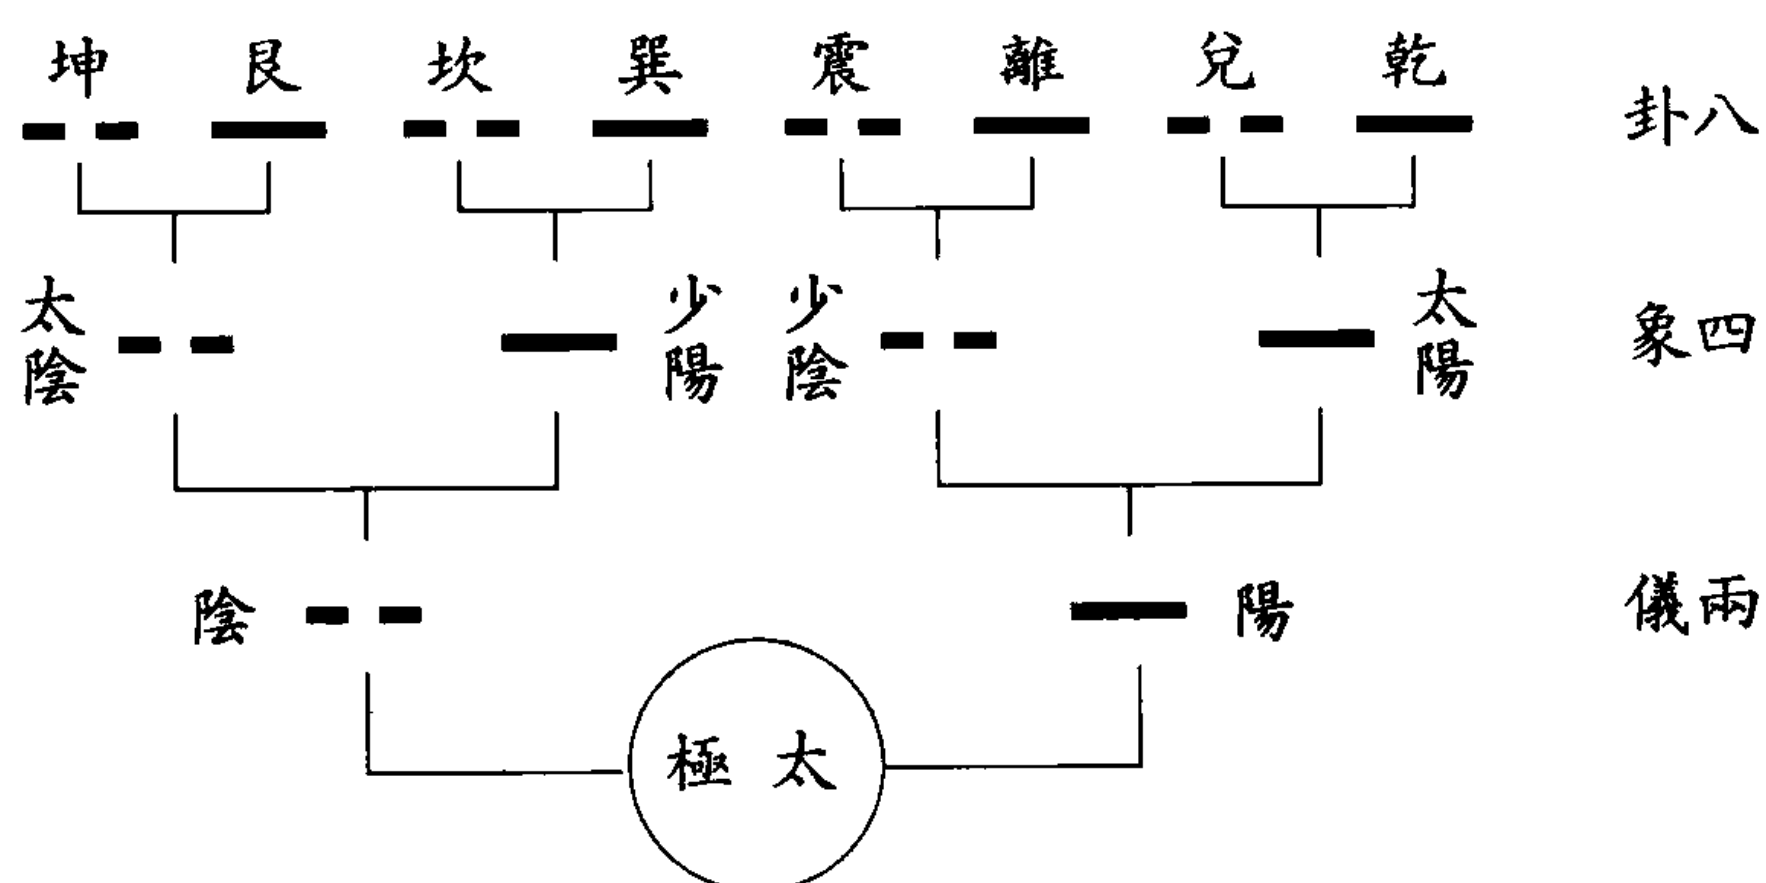 乾 兌 離 震 巽 坎 艮 坤
八卦
太陽
少陰
少陽
太陰
四象
陽
陰
兩儀
太極